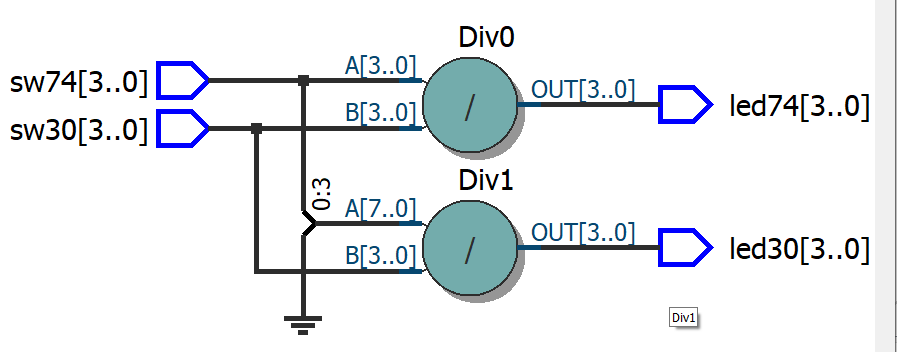 Div0
sw74[3..0]
A[3..0]
OUT[3..0]
led74[3..0]
sw30[3..0]
B[3..0]
/
Div1
0:3
A[7..0]
OUT[3..0]
led30[3..0]
B[3..0]
/
Div1